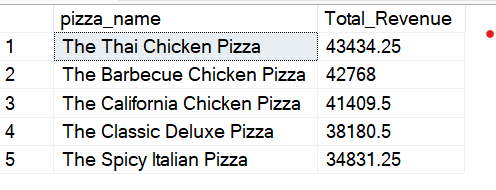 pizza_name Total_Revenue
1 The Thai Chicken Pizza 43434.25
2 The Barbecue Chicken Pizza 42768
3 The California Chicken Pizza 41409.5
4 The Classic Deluxe Pizza 38180.5
5 The Spicy Italian Pizza 34831.25